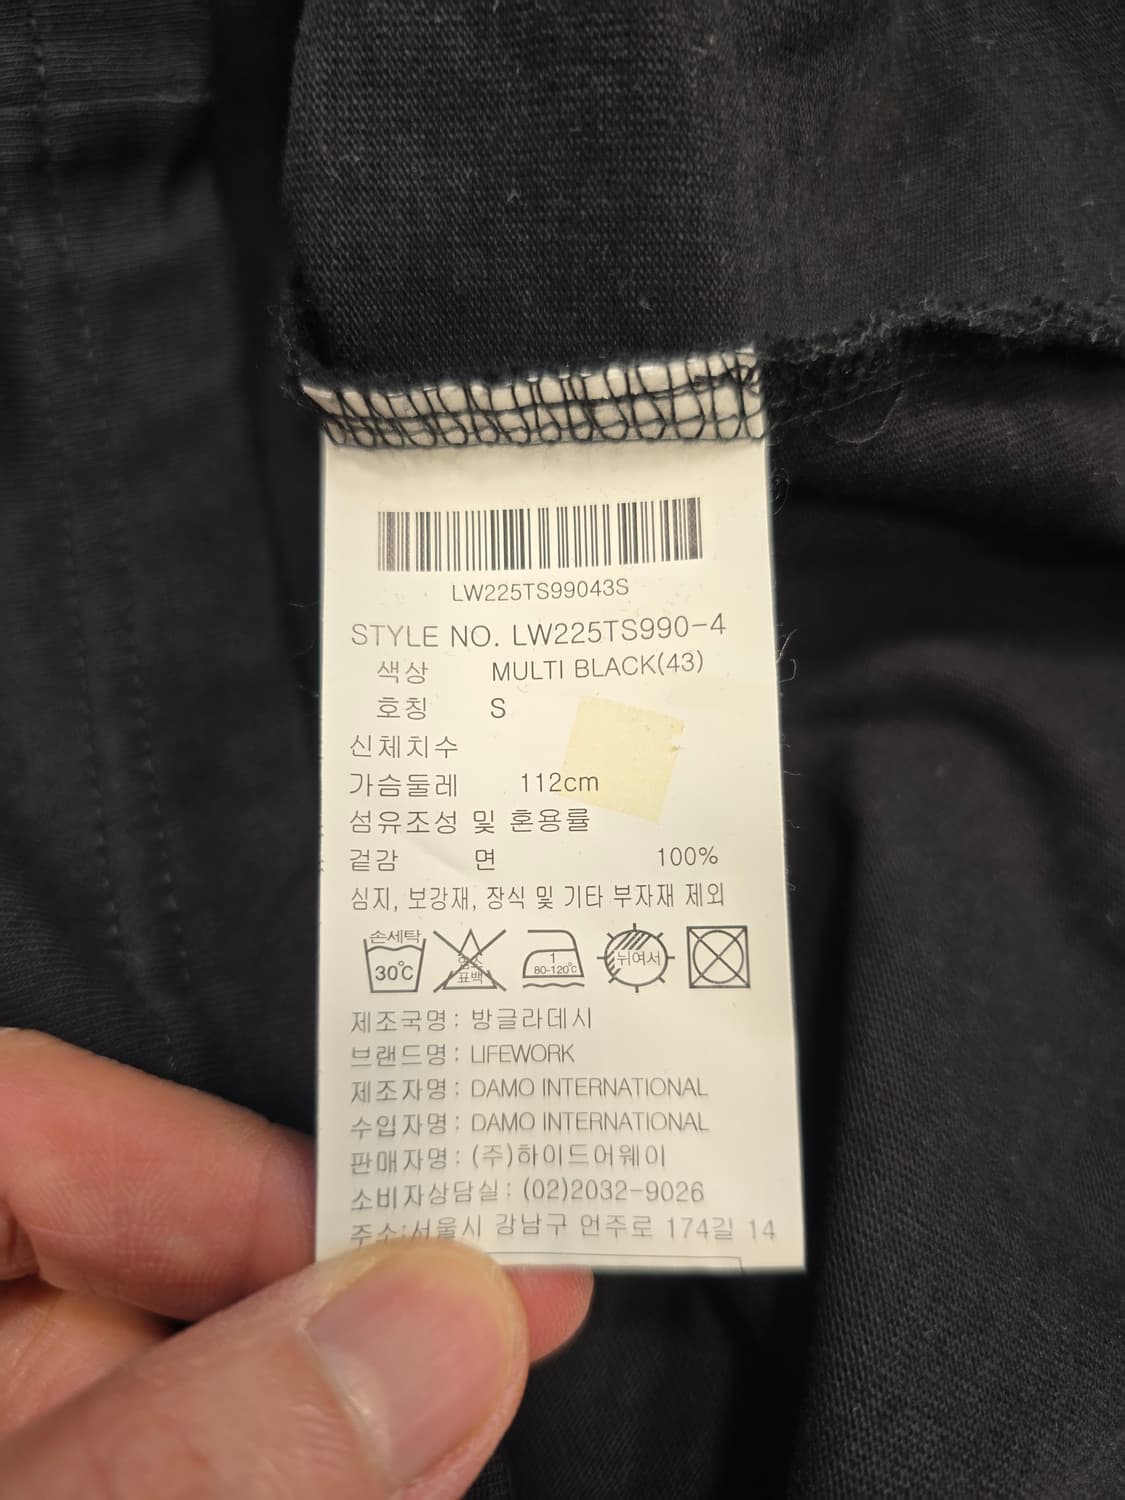 LW225TS99043S
STYLE NO. LW225TS990-4
색상 MULTI BLACK(43)
호칭 S
신체치수
가슴둘레 112cm
섬유조성 및 혼용률
겉감 면 100%
심지, 보강재, 장식 및 기타 부자재 제외
손세탁 30℃ 염소 표백 1 80-120℃ 뉘여서
제조국명: 방글라데시
브랜드명: LIFEWORK
제조자명: DAMO INTERNATIONAL
수입자명: DAMO INTERNATIONAL
판매자명: (주)하이드어웨이
소비자상담실: (02)2032-9026
주소:서울시 강남구 언주로 174길 14